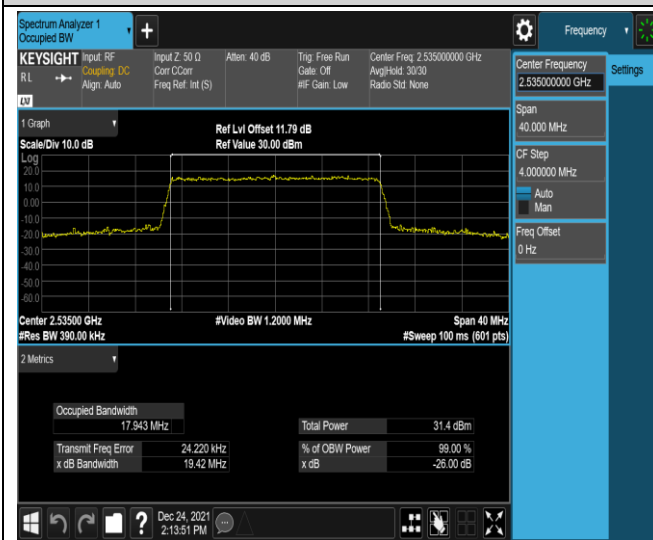 Spectrum Analyzer 1
Occupied BW
Frequency
KEYSIGHT
RL
LXI
Input: RF
Coupling: DC
Align: Auto
Input Z: 50 Ω
Corr CCorr
Freq Ref: Int (S)
Atten: 40 dB
Trig: Free Run
Gate: Off
#IF Gain: Low
Center Freq: 2.535000000 GHz
Avg|Hold: 30/30
Radio Std: None
Center Frequency
2.535000000 GHz
Settings
Span
40.000 MHz
CF Step
4.000000 MHz
Auto
Man
Freq Offset
0 Hz
1 Graph
Scale/Div 10.0 dB
Ref Lvl Offset 11.79 dB
Ref Value 30.00 dBm
Log
20.0
10.0
0.00
-10.0
-20.0
-30.0
-40.0
-50.0
-60.0
Center 2.53500 GHz
#Video BW 1.2000 MHz
Span 40 MHz
#Res BW 390.00 kHz
#Sweep 100 ms (601 pts)
2 Metrics
Occupied Bandwidth
17.943 MHz
Total Power 31.4 dBm
Transmit Freq Error 24.220 kHz
% of OBW Power 99.00 %
x dB Bandwidth 19.42 MHz
x dB -26.00 dB
Dec 24, 2021
2:13:51 PM